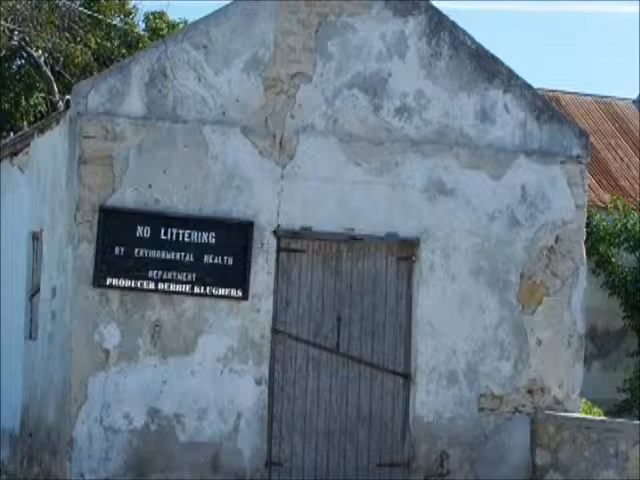 NO LITTERING
BY ENVIRONMENTAL HEALTH
DEPARTMENT
PRODUCER DEBBIE KLUGHERS